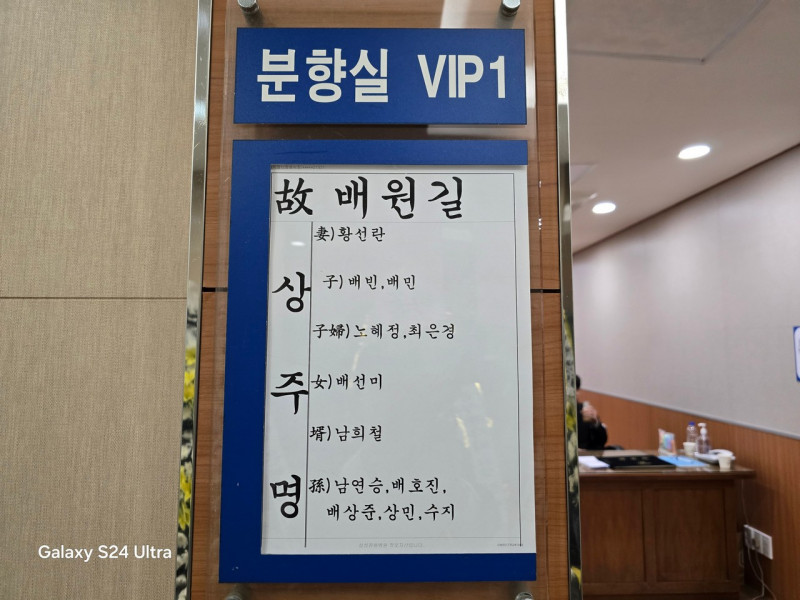 분향실 VIP1
故 배원길
상주명
妻)황선란
子)배빈,배민
子婦)노혜정,최은경
女)배선미
壻)남희철
孫)남연승,배호진,
배상준,상민,수지
Galaxy S24 Ultra